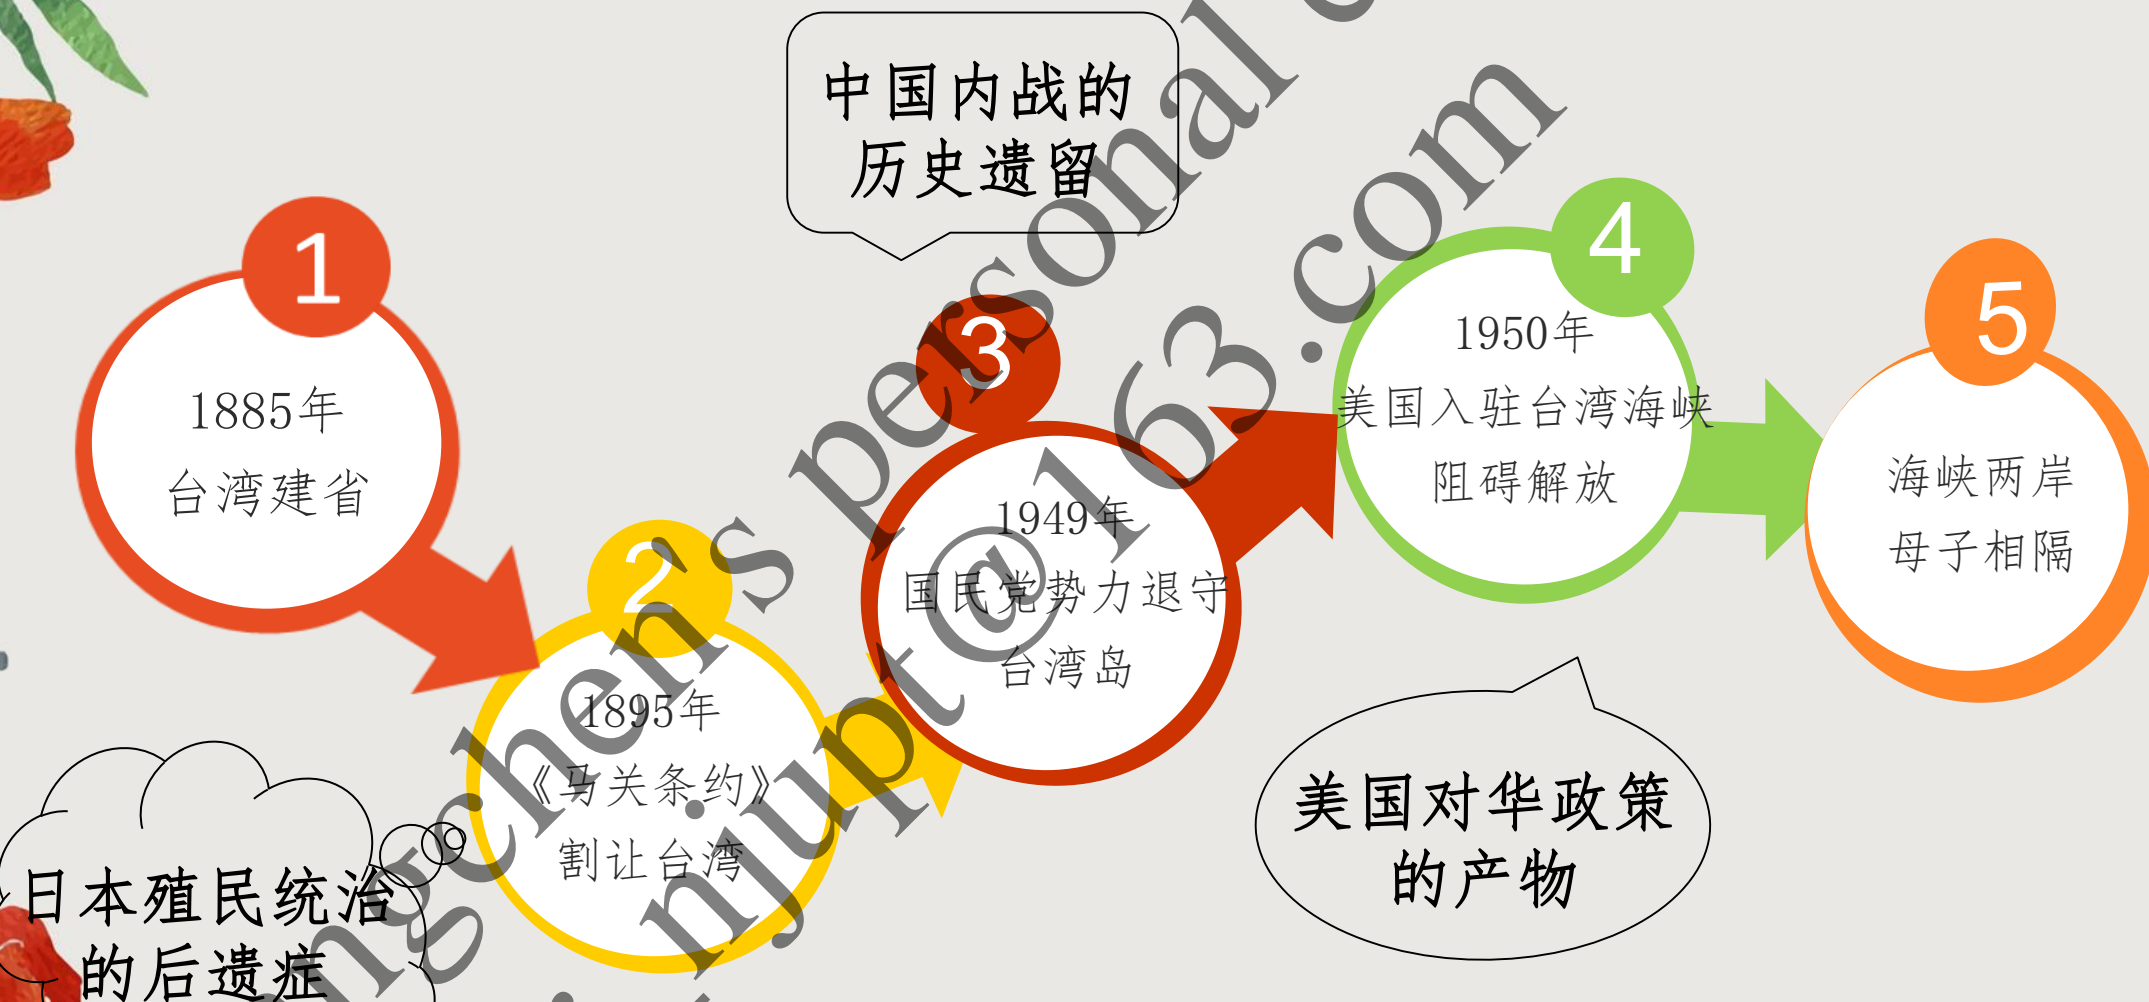 中国内战的
历史遗留
1
1885年
台湾建省
2
1895年
《马关条约》
割让台湾
3
1949年
国民党势力退守
台湾岛
4
1950年
美国入驻台湾海峡
阻碍解放
5
海峡两岸
母子相隔
日本殖民统治
的后遗症
美国对华政策
的产物
ngchen's personal
njupt@163.com